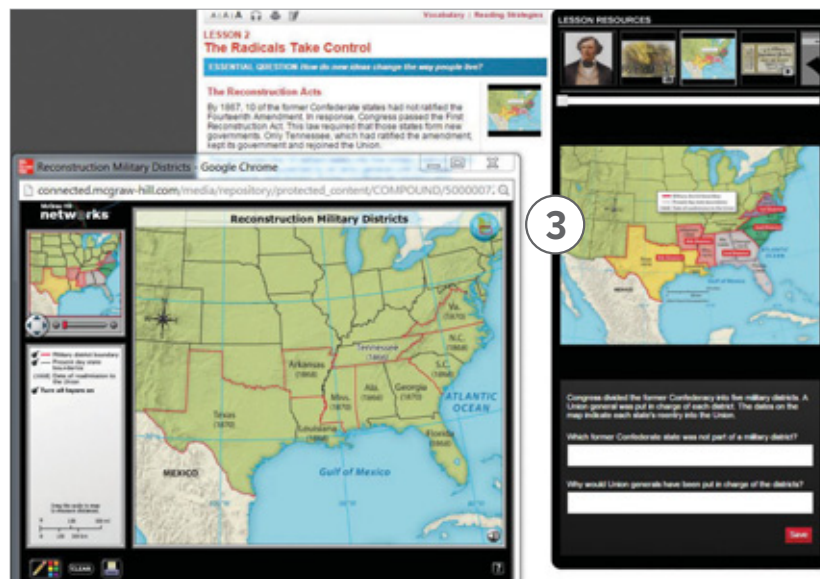 A | A | A
Vocabulary | Reading Strategies
LESSON 2
The Radicals Take Control
ESSENTIAL QUESTION How do new ideas change the way people live?
The Reconstruction Acts
By 1867, 10 of the former Confederate states had not ratified the
Fourteenth Amendment. In response, Congress passed the First
Reconstruction Act. This law required that those states form new
governments. Only Tennessee, which had ratified the amendment,
kept its government and rejoined the Union.
Reconstruction Military Districts - Google Chrome
connected.mcgraw-hill.com/media/repository/protected_content/COMPOUND/5000007
networks
Reconstruction Military Districts
Military district boundary
Present day state
boundaries
(1868) Date of readmission to
the Union
Turn all layers on
CLEAR
Va.
(1870)
Tennessee
(1866)
N.C.
(1868)
Arkansas
(1868)
S.C.
(1868)
Miss.
(1870)
Ala.
(1868)
Georgia
(1870)
Texas
(1870)
Louisiana
(1868)
Florida
(1868)
ATLANTIC
OCEAN
MEXICO
Gulf of Mexico
?
3
LESSON RESOURCES
MEXICO
Gulf of Mexico
Congress divided the former Confederacy into five military districts. A
Union general was put in charge of each district. The dates on the
map indicate each state's reentry into the Union.
Which former Confederate state was not part of a military district?
Why would Union generals have been put in charge of the districts?
Save